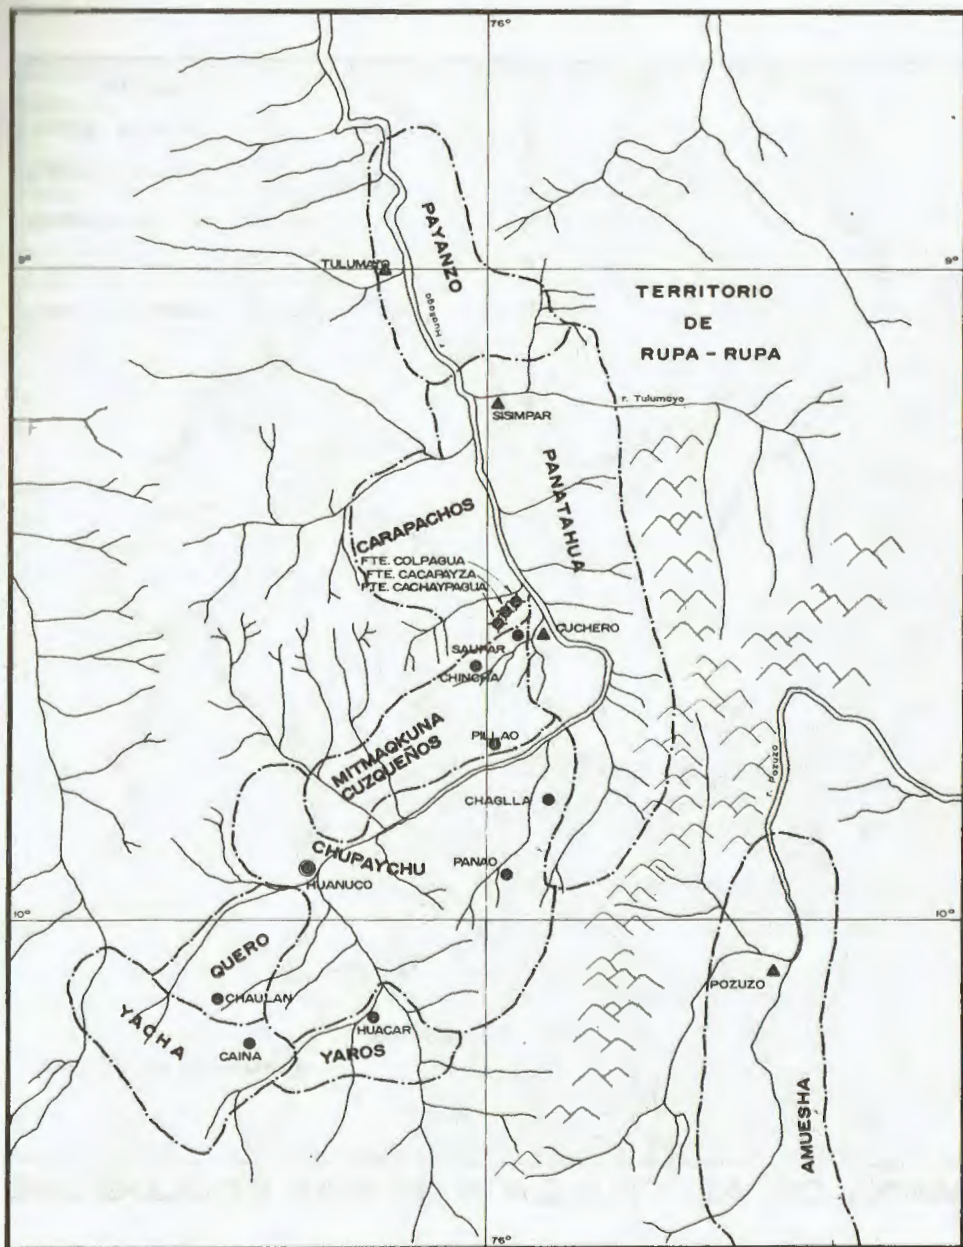 76°
PAYANZO
9°
TULUMAYO
9°
r. Huallaga
TERRITORIO
DE
RUPA - RUPA
r. Tulumayo
SISIMPAR
PANATAHUA
CARAPACHOS
FTE. COLPAGUA
FTE. CACAPAYZA
FTE. CACHAYPAGUA
CUCHERO
SAUPAR
CHINCHA
MITMAQKUNA
CUZQUEÑOS
PILLAO
r. Pozuzo
CHAGLLA
CHUPAYCHU
PANAO
HUANUCO
10°
10°
QUERO
POZUZO
CHAULAN
YACHA
HUACAR
CAINA
YAROS
AMUESHA
76°